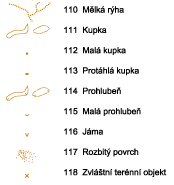 110 Mělká rýha
111 Kupka
112 Malá kupka
113 Protáhlá kupka
114 Prohlubeň
115 Malá prohlubeň
116 Jáma
117 Rozbitý povrch
118 Zvláštní terénní objekt